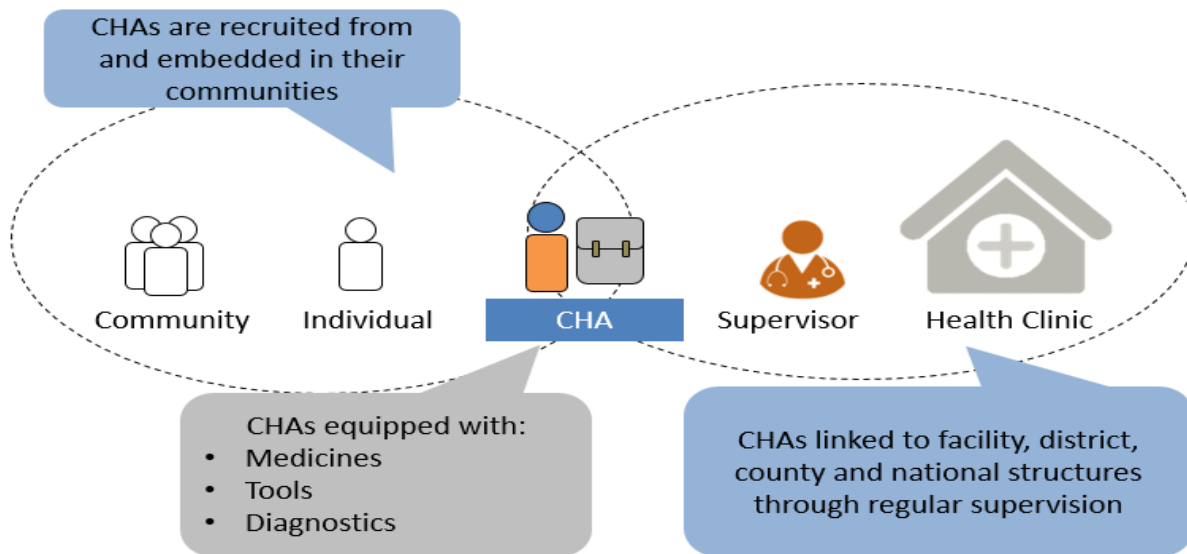 CHAs are recruited from
and embedded in their
communities
Community
Individual
CHA
Supervisor
Health Clinic
CHAs equipped with:
• Medicines
• Tools
• Diagnostics
CHAs linked to facility, district,
county and national structures
through regular supervision